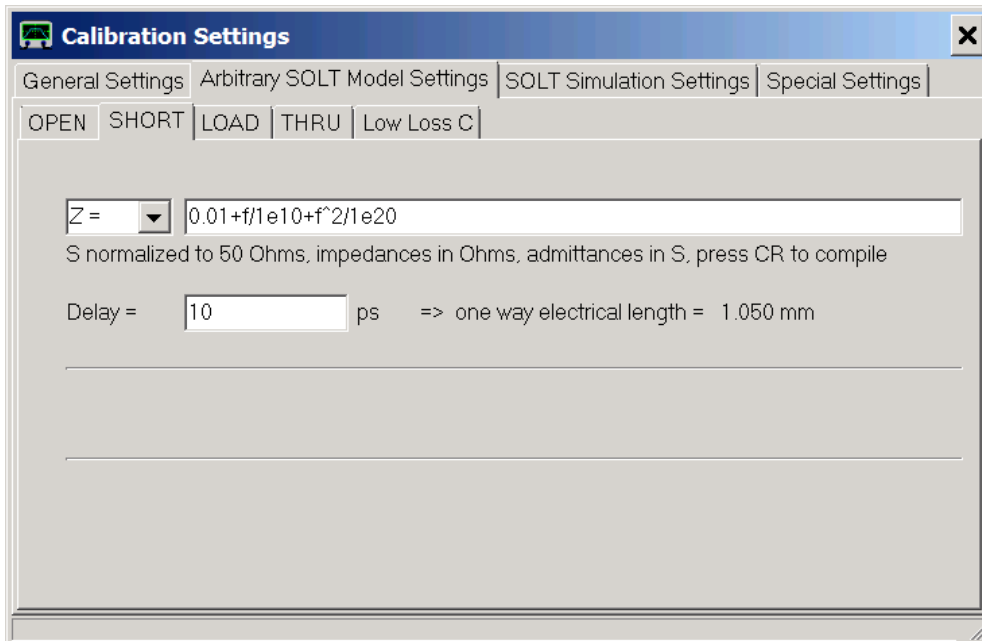 Calibration Settings
General Settings Arbitrary SOLT Model Settings SOLT Simulation Settings Special Settings
OPEN SHORT LOAD THRU Low Loss C
Z = 0.01+f/1e10+f^2/1e20
S normalized to 50 Ohms, impedances in Ohms, admittances in S, press CR to compile
Delay = 10 ps => one way electrical length = 1.050 mm